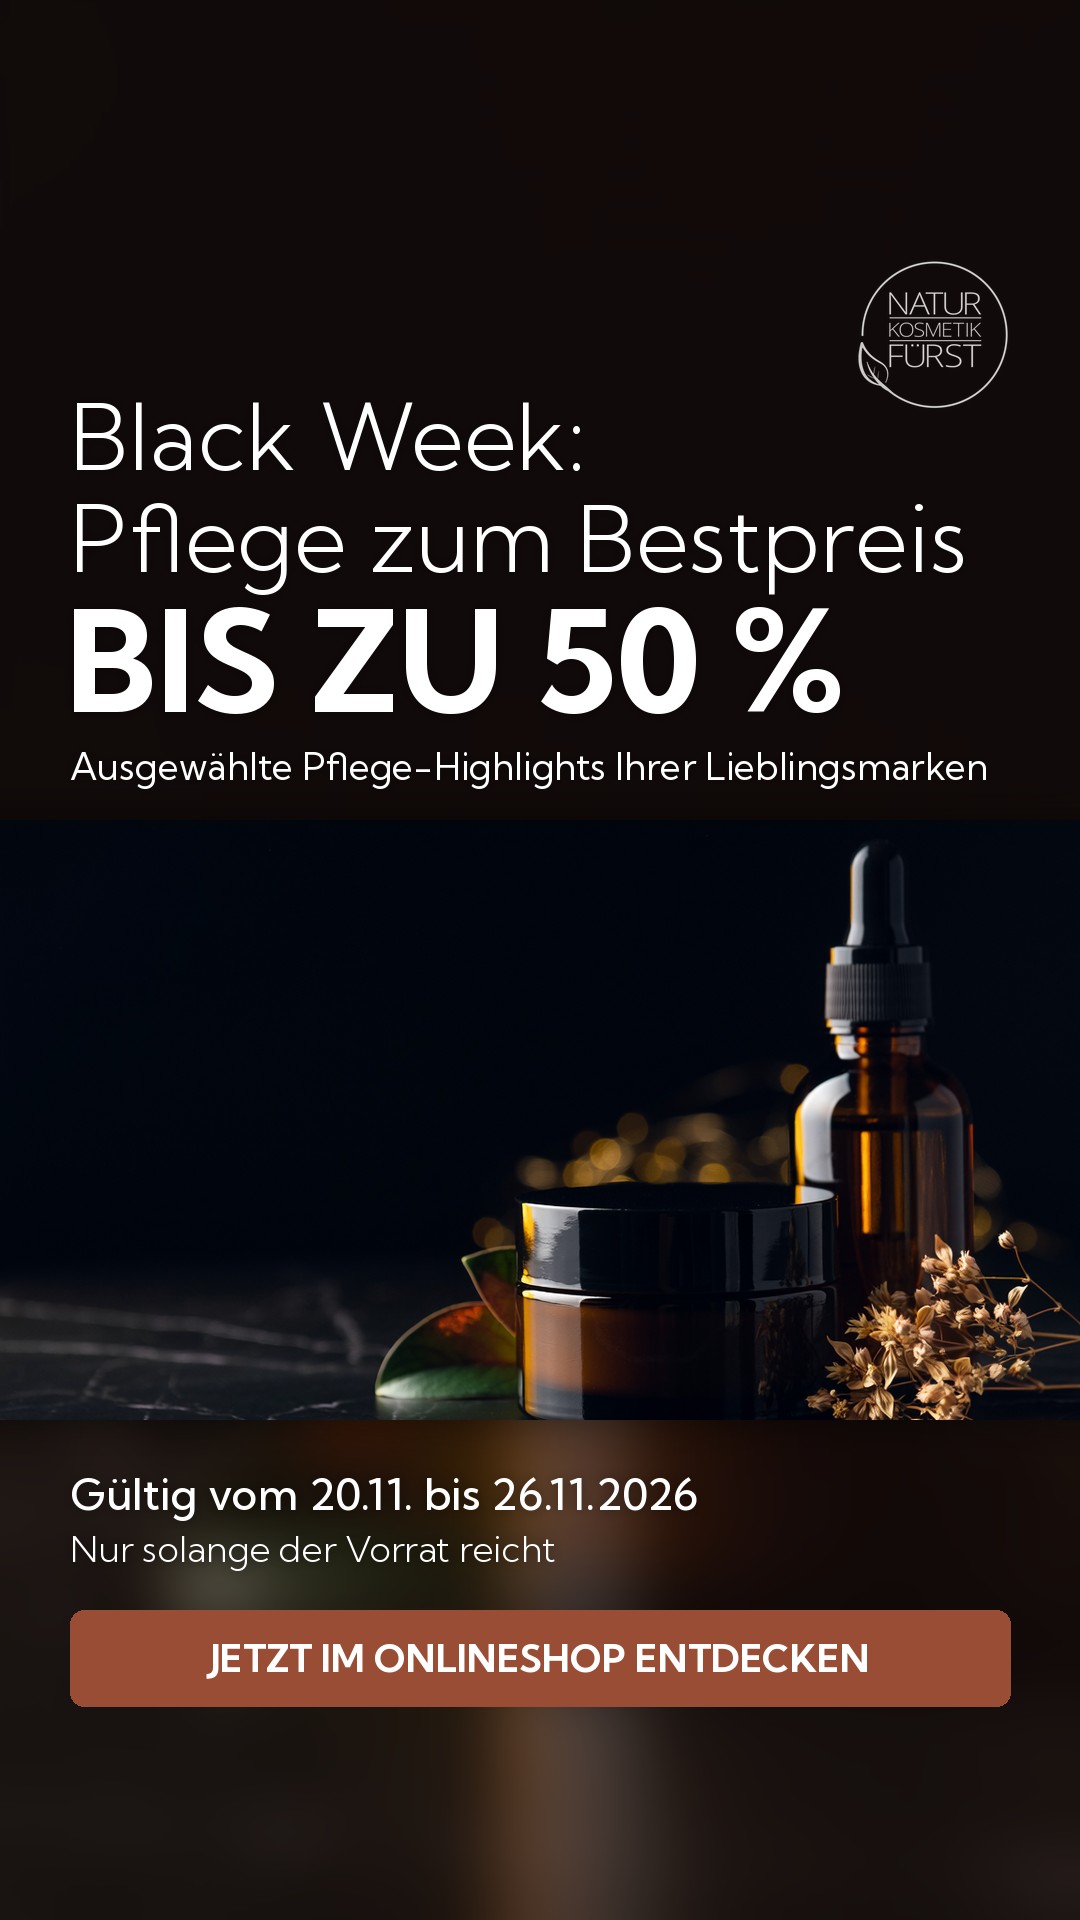 NATUR
KOSMETIK
FÜRST
Black Week:
Pflege zum Bestpreis
BIS ZU 50 %
Ausgewählte Pflege-Highlights Ihrer Lieblingsmarken
Gültig vom 20.11. bis 26.11.2026
Nur solange der Vorrat reicht
JETZT IM ONLINESHOP ENTDECKEN